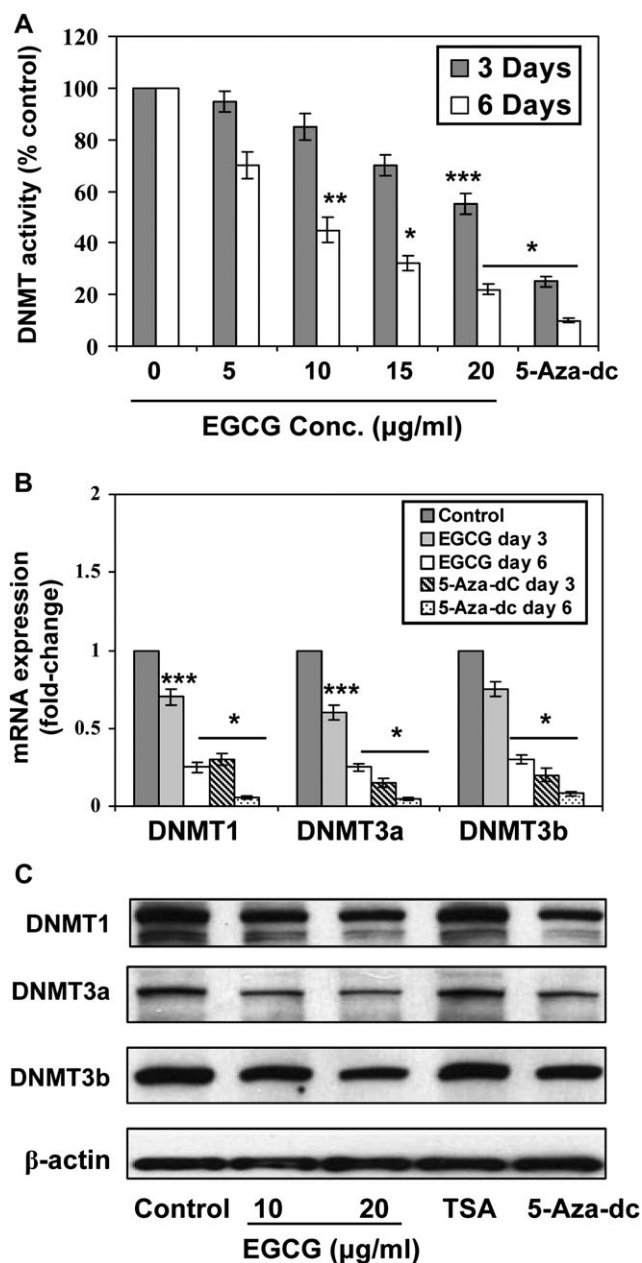 A
DNMT activity (% control)
120
100
80
60
40
20
0
3 Days
6 Days
**
*
***
*
0 5 10 15 20 5-Aza-dc
EGCG Conc. (µg/ml)
B
mRNA expression
(fold-change)
2
1.5
1
0.5
0
Control
EGCG day 3
EGCG day 6
5-Aza-dC day 3
5-Aza-dc day 6
*** * *** * *
DNMT1 DNMT3a DNMT3b
C
DNMT1
DNMT3a
DNMT3b
β-actin
Control 10 20 TSA 5-Aza-dc
EGCG (µg/ml)